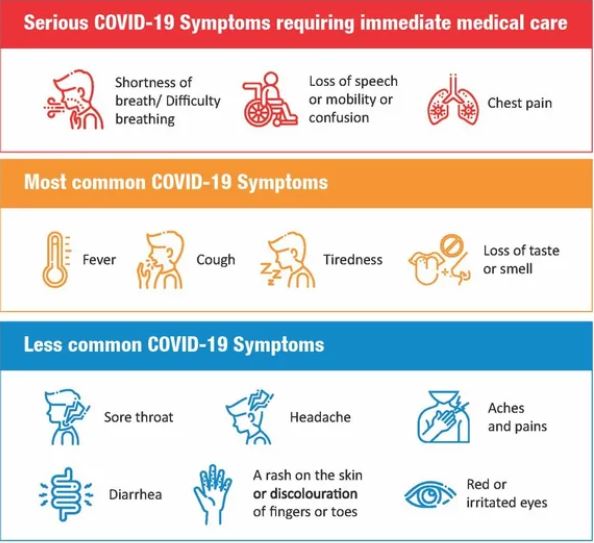 Serious COVID-19 Symptoms requiring immediate medical care
Shortness of
breath/ Difficulty
breathing
Loss of speech
or mobility or
confusion
Chest pain
Most common COVID-19 Symptoms
Fever
Cough
zzz
Tiredness
Loss of taste
or smell
Less common COVID-19 Symptoms
Sore throat
Headache
Aches
and pains
Diarrhea
A rash on the skin
or discolouration
of fingers or toes
Red or
irritated eyes